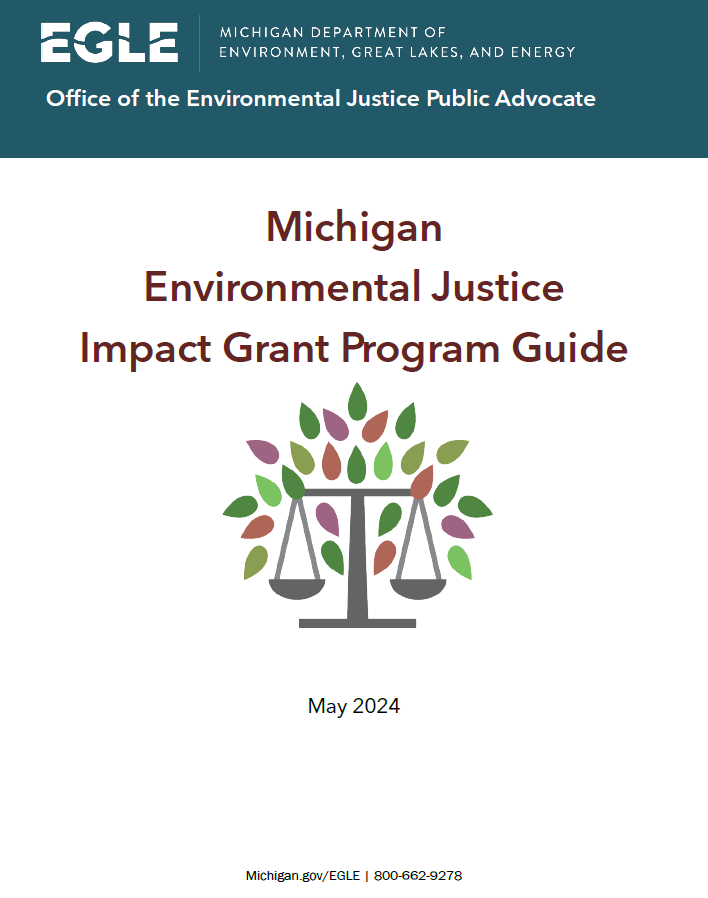 EGLE
MICHIGAN DEPARTMENT OF
ENVIRONMENT, GREAT LAKES, AND ENERGY
Office of the Environmental Justice Public Advocate
Michigan
Environmental Justice
Impact Grant Program Guide
May 2024
Michigan.gov/EGLE | 800-662-9278